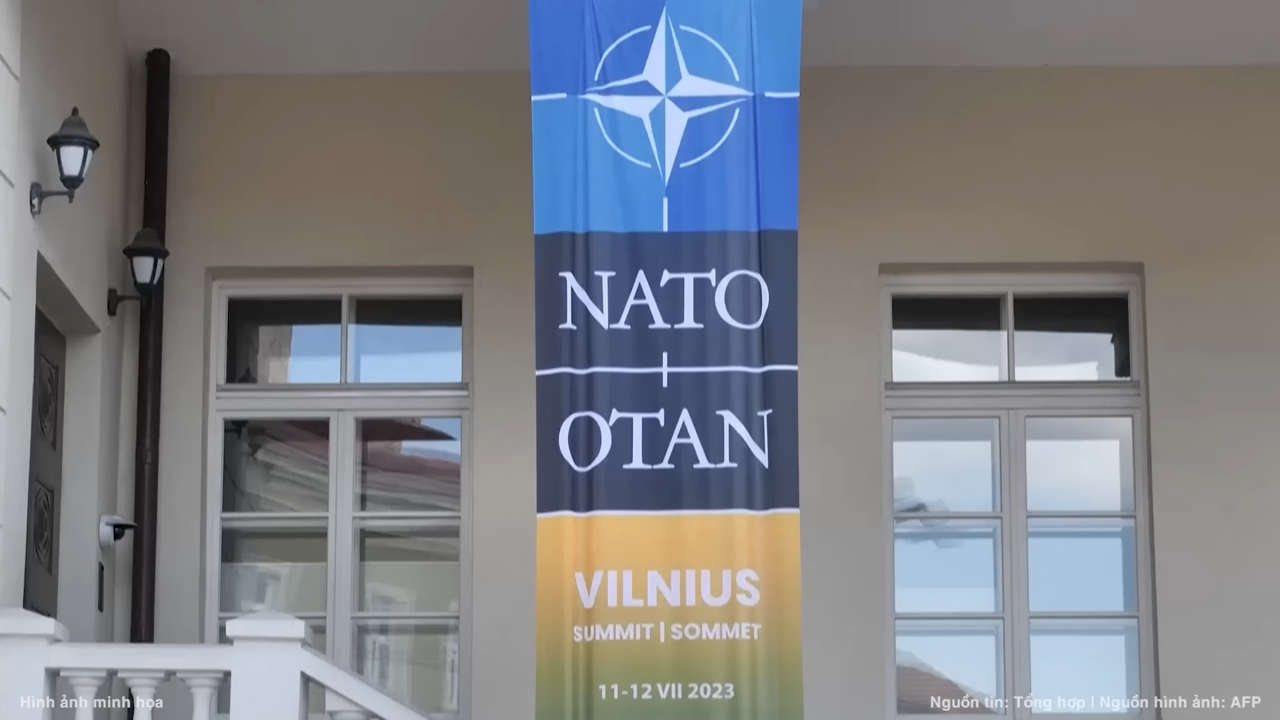 NATO
OTAN
VILNIUS
SUMMIT | SOMMET
11-12 VII 2023
Hình ảnh minh họa
Nguồn tin: Tổng hợp | Nguồn hình ảnh: AFP